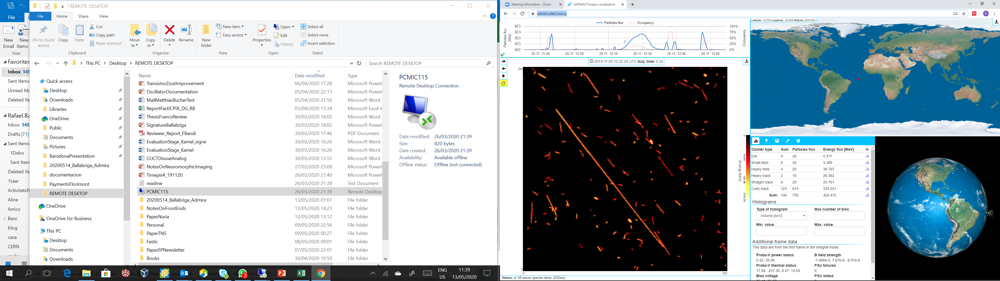 REMOTE DESKTOP
File
File
Home
Share
View
New Email
New Items
New
Pin to Quick access
Copy
Paste
Cut
Copy path
Paste shortcut
Clipboard
Move to
Copy to
Delete
Rename
Organize
New folder
New item
Easy access
New
Properties
Open
Edit
History
Open
Select all
Select none
Invert selection
Select
This PC > Desktop > REMOTE DESKTOP
Search REMOTE DESKTOP
Favorites
Inbox 145
Sent Items
Unread Ma
Deleted Ite
Rafael.Ba
Inbox 145
Drafts [71]
Sent Items
1Debo
Sent Item
Deleted Ite
1Leer
ActivitatsN
Aline
Amics
Banc
blog
casa
CERN
Quick access
Desktop
Downloads
Libraries
OneDrive
Public
Documents
Pictures
BarcelonaPresentation
20200514_Ballabriga_Admira
documentacion
PaymentsFlorimont
REMOTE DESKTOP
OneDrive
OneDrive for Business
This PC
Desktop
Documents
Downloads
Name Date modified Type
TransistorZoutImprovement 06/04/2020 17:28 Microsoft PowerI
OscillatorDocumentation 05/04/2020 22:13 Microsoft PowerI
MailMatthiasBucherText 05/04/2020 21:50 Microsoft Word
ReportFastICPIX_DG_RB 03/04/2020 13:34 Microsoft Excel W
ThesisFrancoReview 30/03/2020 18:02 Microsoft Word
SignatureBallabriga 30/03/2020 18:02 Microsoft PowerI
Reviewer_Report_FBandi 30/03/2020 17:46 PDF Document
EvaluationStage_Kamel_signe 30/03/2020 16:26 Microsoft Word
EvaluationStage_Kamel 30/03/2020 16:26 Microsoft Word
CLICTDissueAnalog 30/03/2020 13:55 Microsoft Word
NotesOnNeuromorphicImaging 27/03/2020 23:08 Microsoft PowerI
Timepix4_191120 26/03/2020 21:40 Microsoft PowerI
readme 26/03/2020 21:39 Text Document
PCMIC115 26/03/2020 21:39 Remote Desktop
20200514_Ballabriga_Admira 13/05/2020 07:07 File folder
NotesOnFrontEnds 12/05/2020 14:23 File folder
PaperNuria 12/05/2020 13:12 File folder
Personal 09/05/2020 22:56 File folder
PaperTNS 09/05/2020 00:27 File folder
Fastic 08/05/2020 09:01 File folder
PaperEPNewsletter 07/05/2020 22:07 File folder
Books 30/04/2020 10:59 File folder
PCMIC115
Remote Desktop Connection
Date modified: 26/03/2020 21:39
Size: 820 bytes
Date created: 26/03/2020 21:39
Availability: Available offline
Offline status: Offline (not connected)
3
ENG
US
11:39
13/05/2020
Meeting Information - Zoom
SATRAM/Timepix visualization
satram.utef.cvut.cz
R
Particles flux
Occupancy
Particles flux [N/s]
6E3
5E3
3E3
2E3
0E0
100%
75%
50%
25%
0%
Occupancy
F
20.11. 11:45
20.11. 12:00
20.11. 12:15
20.11. 12:30
20.11. 12:45
20.11. 13:00
2014-11-20 12:22:24 UTC Acq. time: 0.2s
255
0
0
255
Energy [keV]
0
10.84
Status: All server queries done. (622ms)
Latitude: -5.879 Longitude: -23.829 Altitude: 824133m
Cluster type Sum Particles flux Energy flux [MeV] H
Dot 4 20 0.311
Small blob 9 45 3.489
Heavy blob 4 20 38.797
Heavy track 2 10 26.582
Straight track 4 20 20.761
Curly track 123 615 339.531
Sum: 146 730 429.472
Histograms
Type of histogram
Volume [keV]
Max number of bins
Min. value
Max. value
Additional frame data
This data are from the first frame in the integral mode.
Proba-V power status
0.32, 28.99
B field strength
-1.468e-5, 7.87e-6, -8.91e-6
Proba-V thermal status
17.84, -237.35, 8.07, 13.69
PSU failures
0
Bias voltage
PSU status